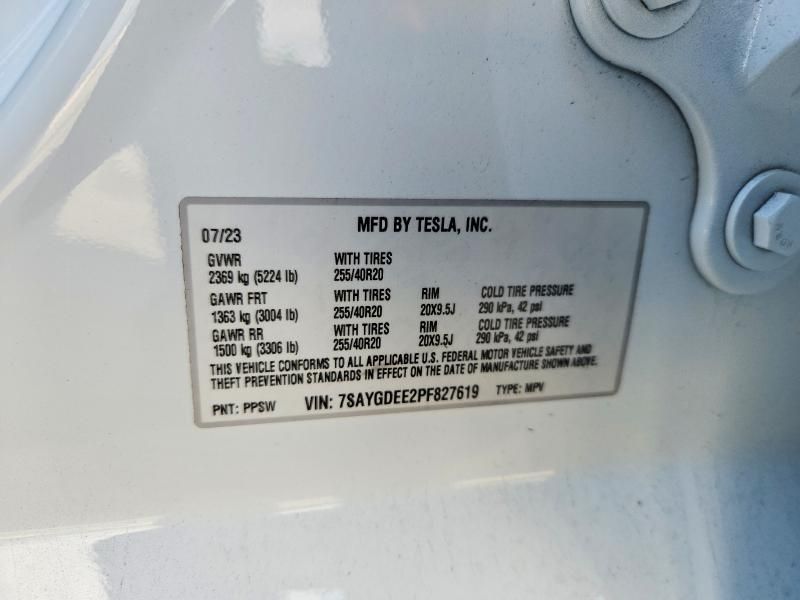 MFD BY TESLA, INC.
07/23
GVWR WITH TIRES
2369 kg (5224 lb) 255/40R20
GAWR FRT WITH TIRES RIM COLD TIRE PRESSURE
1363 kg (3004 lb) 255/40R20 20X9.5J 290 kPa, 42 psi
GAWR RR WITH TIRES RIM COLD TIRE PRESSURE
1500 kg (3306 lb) 255/40R20 20X9.5J 290 kPa, 42 psi
THIS VEHICLE CONFORMS TO ALL APPLICABLE U.S. FEDERAL MOTOR VEHICLE SAFETY AND
THEFT PREVENTION STANDARDS IN EFFECT ON THE DATE OF MANUFACTURE SHOWN ABOVE.
PNT: PPSW VIN: 7SAYGDEE2PF827619 TYPE: MPV